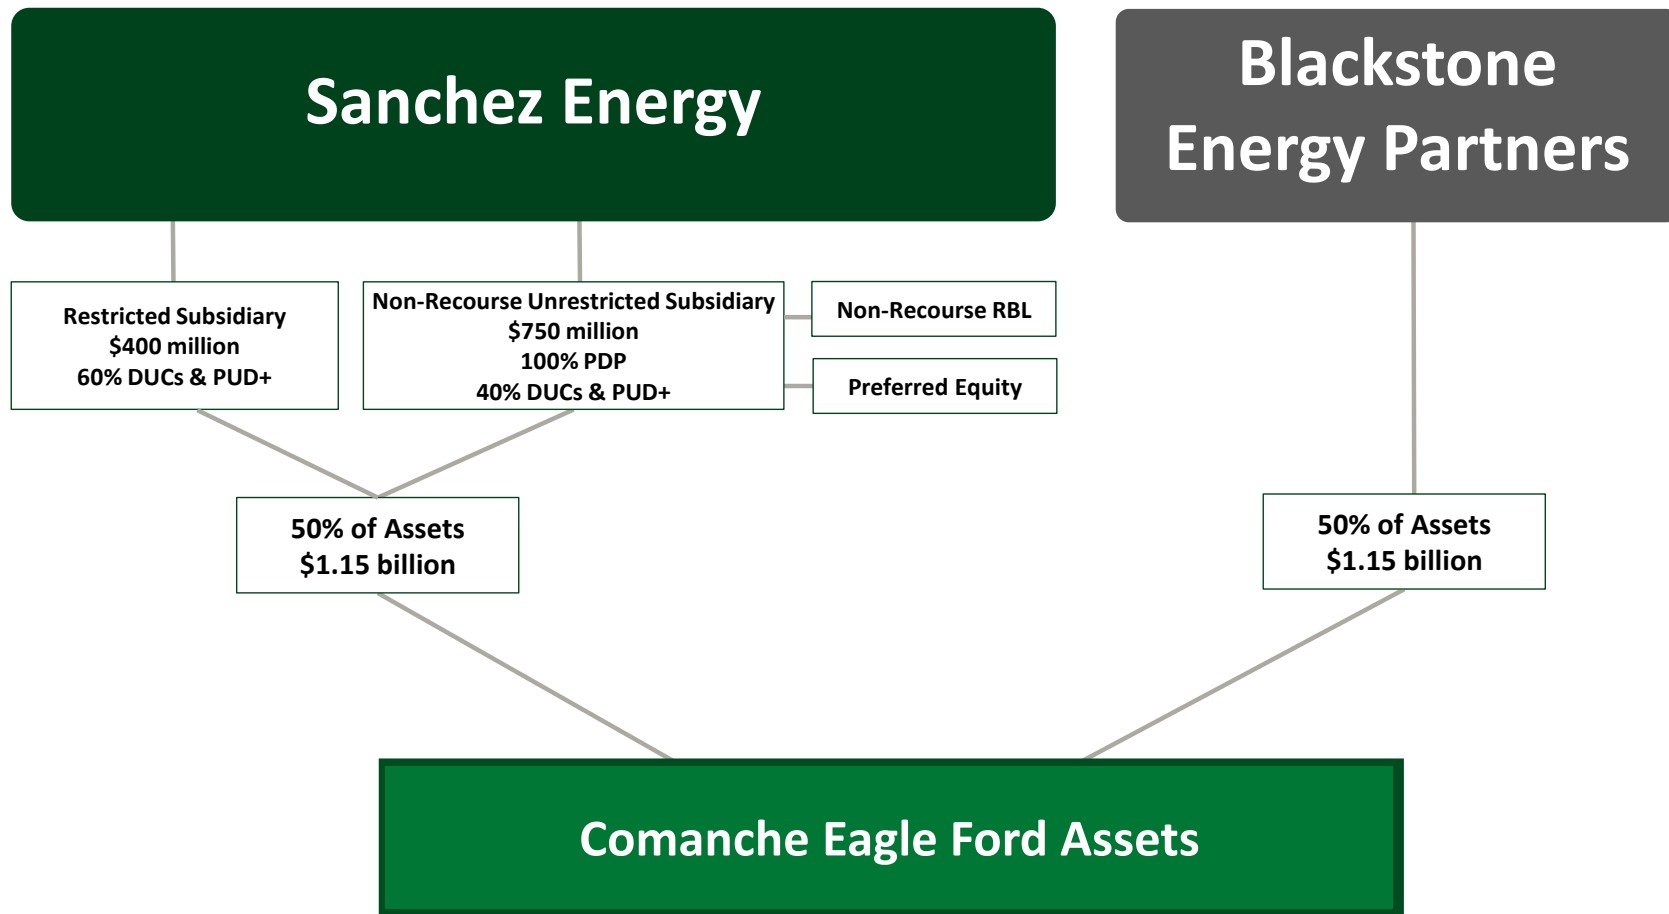 Sanchez Energy
Blackstone
Energy Partners
Restricted Subsidiary
$400 million
60% DUCs & PUD+
Non-Recourse Unrestricted Subsidiary
$750 million
100% PDP
40% DUCs & PUD+
Non-Recourse RBL
Preferred Equity
50% of Assets
$1.15 billion
50% of Assets
$1.15 billion
Comanche Eagle Ford Assets